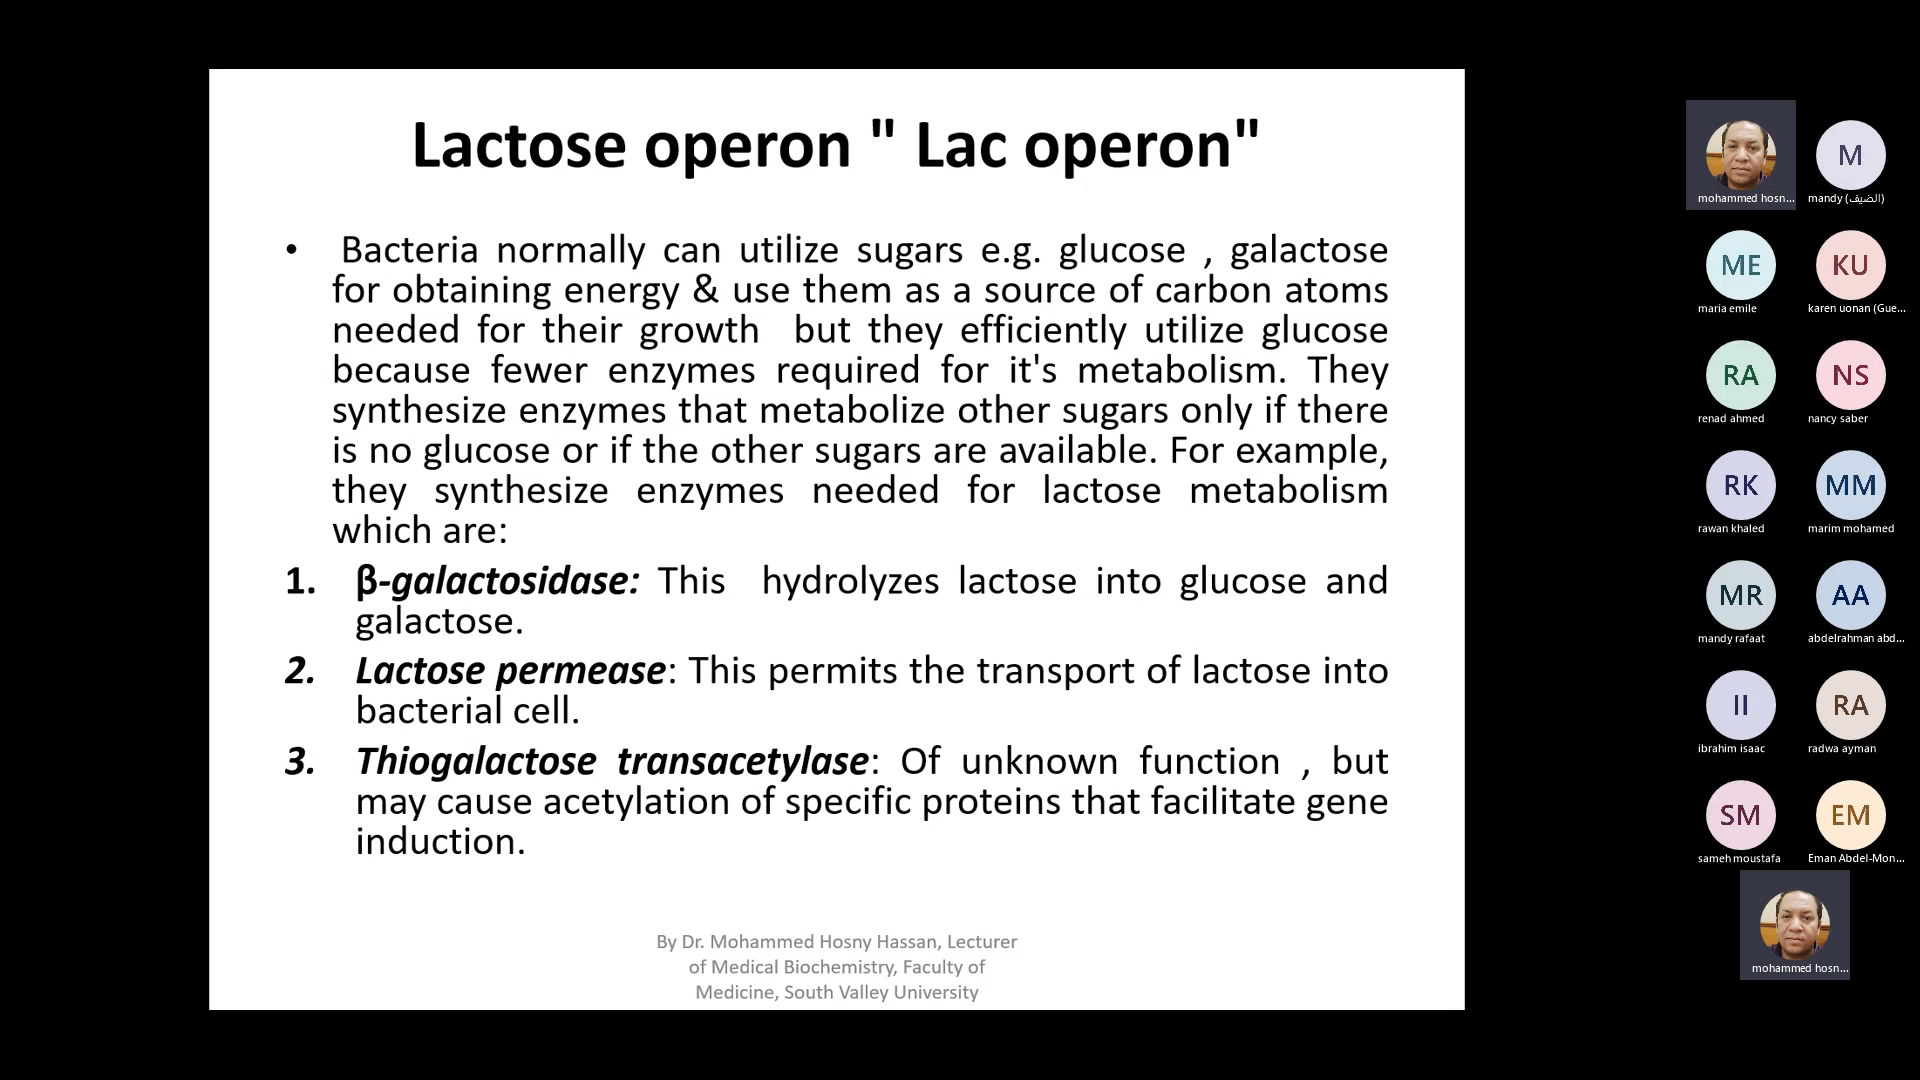 Lactose operon " Lac operon"
• Bacteria normally can utilize sugars e.g. glucose , galactose
for obtaining energy & use them as a source of carbon atoms
needed for their growth but they efficiently utilize glucose
because fewer enzymes required for it's metabolism. They
synthesize enzymes that metabolize other sugars only if there
is no glucose or if the other sugars are available. For example,
they synthesize enzymes needed for lactose metabolism
which are:
1. β-galactosidase: This hydrolyzes lactose into glucose and
galactose.
2. Lactose permease: This permits the transport of lactose into
bacterial cell.
3. Thiogalactose transacetylase: Of unknown function , but
may cause acetylation of specific proteins that facilitate gene
induction.
By Dr. Mohammed Hosny Hassan, Lecturer
of Medical Biochemistry, Faculty of
Medicine, South Valley University
M
mohammed hosn...
mandy (الضيف)
ME
KU
maria emile
karen uonan (Gue...
RA
NS
renad ahmed
nancy saber
RK
MM
rawan khaled
marim mohamed
MR
AA
mandy rafaat
abdelrahman abd...
II
RA
ibrahim isaac
radwa ayman
SM
EM
sameh moustafa
Eman Abdel-Mon...
mohammed hosn...